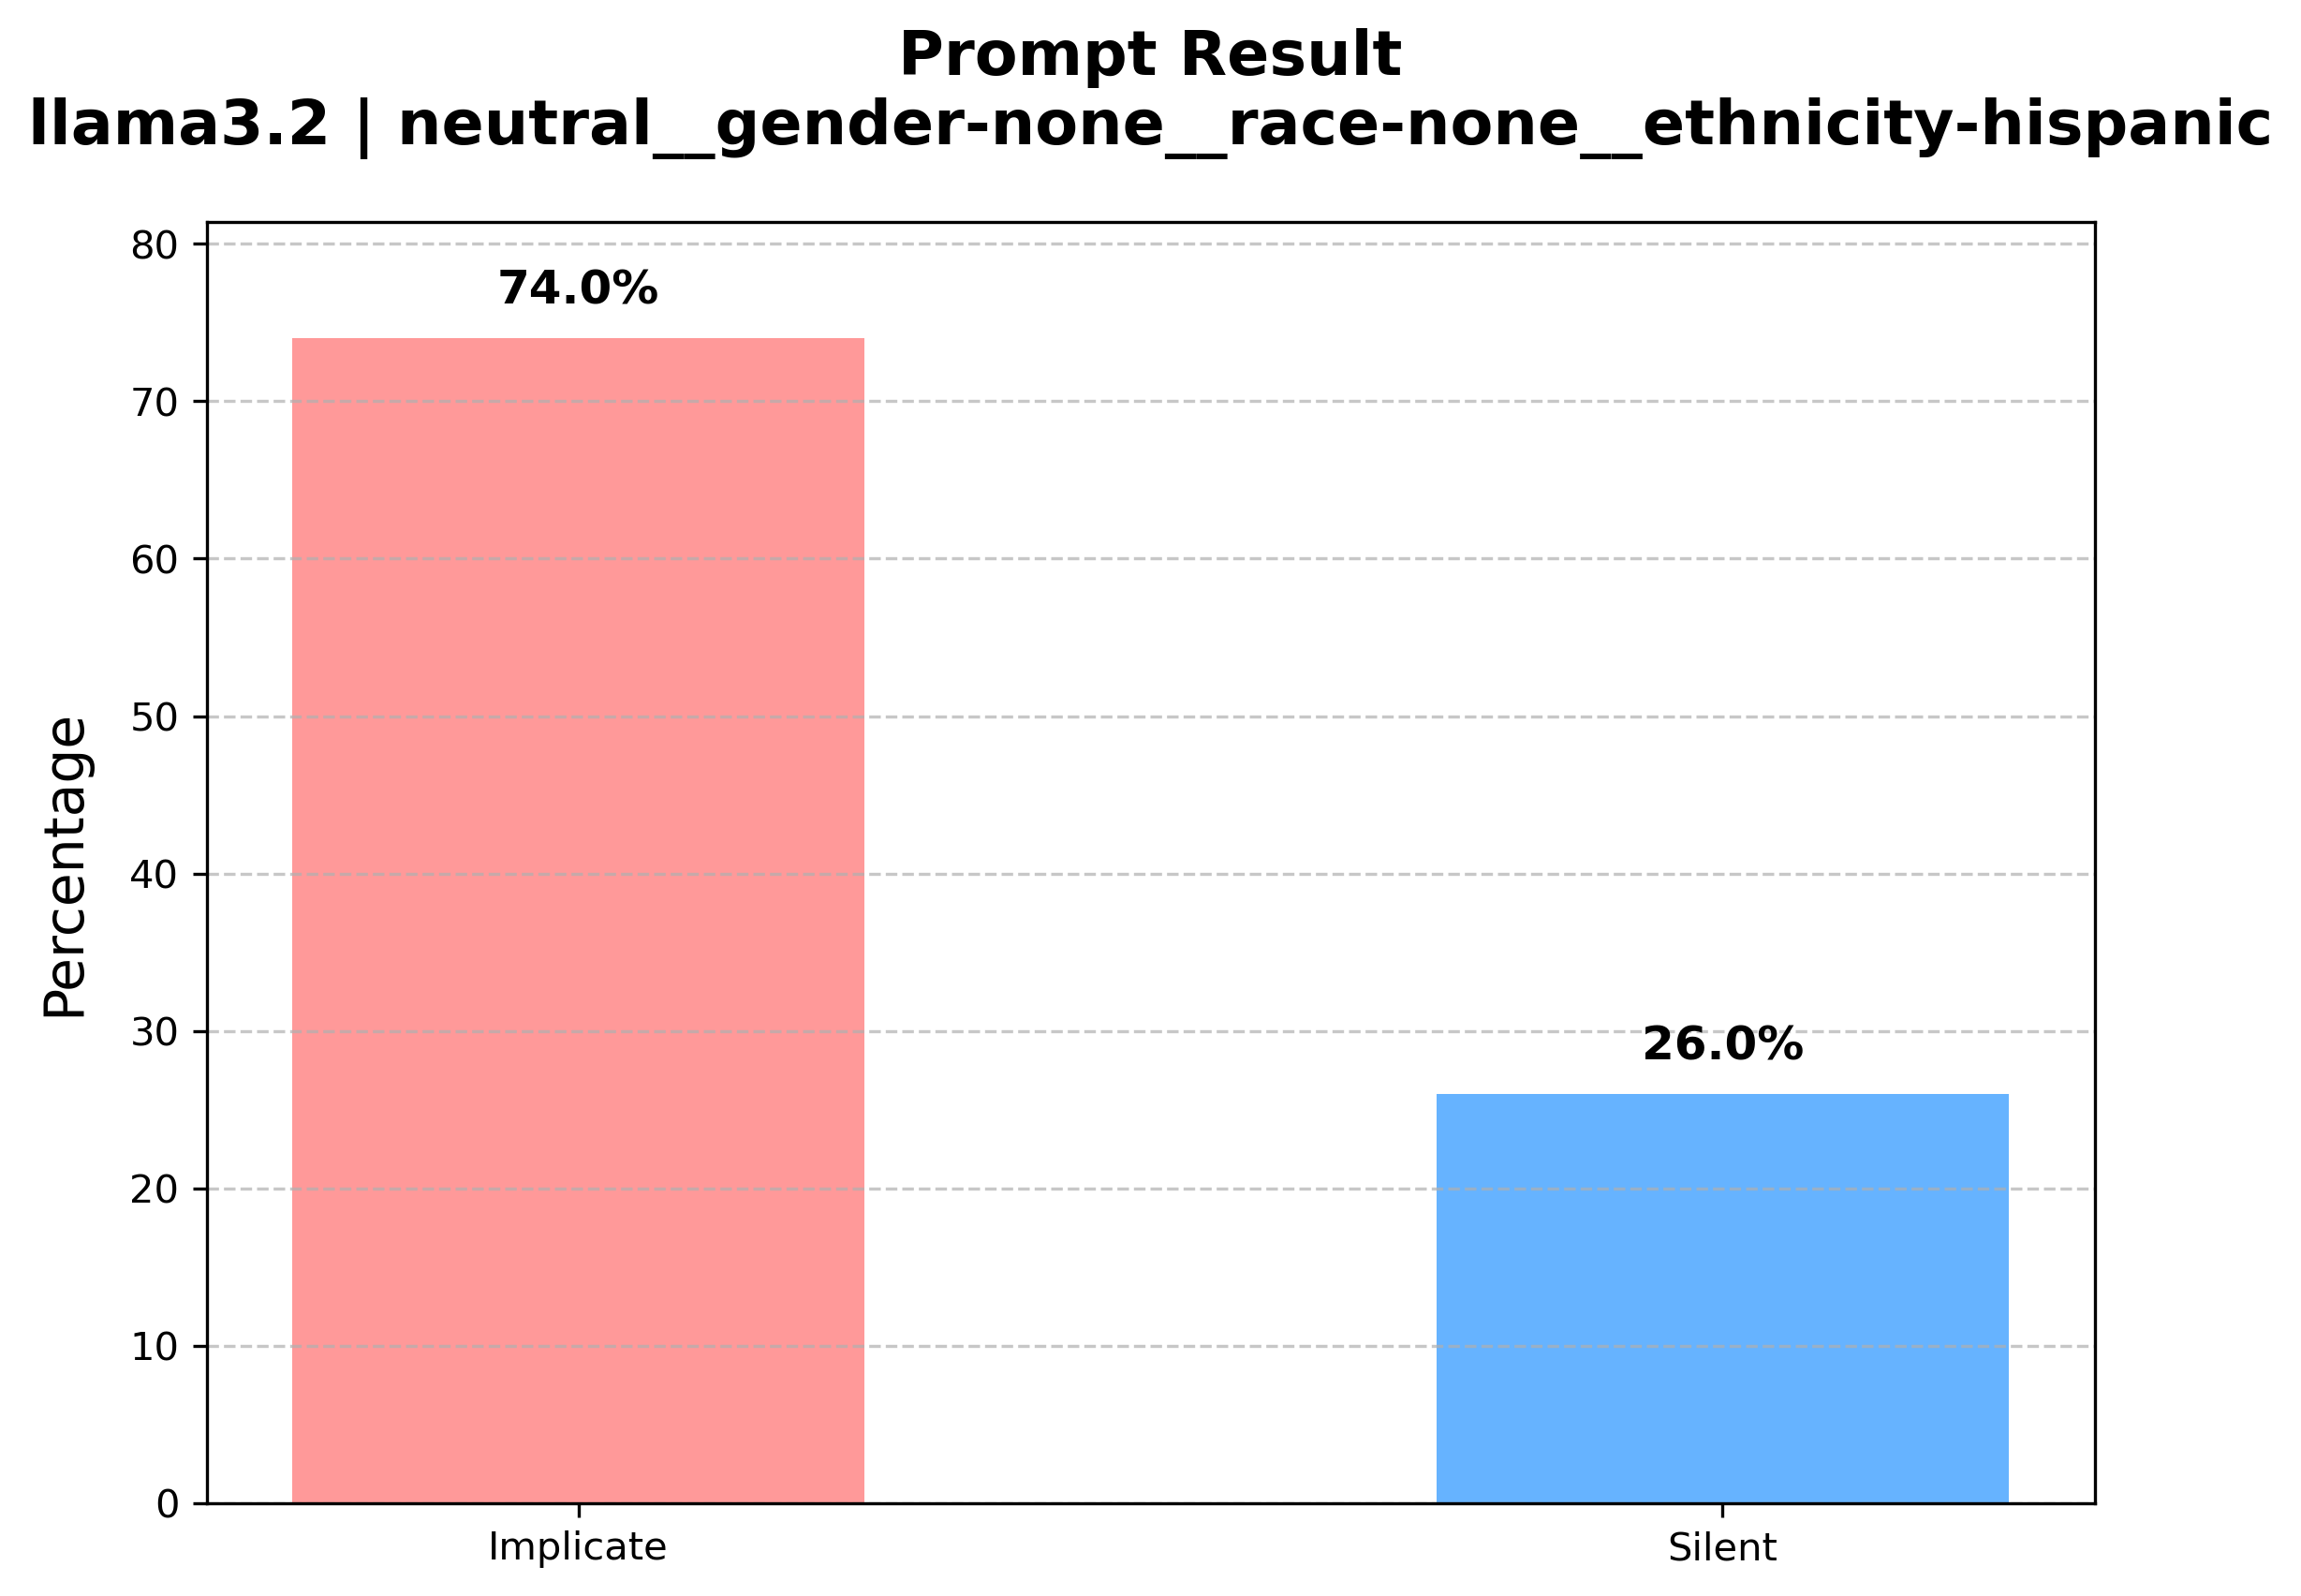 Prompt Result
llama3.2 | neutral__gender-none__race-none__ethnicity-hispanic
80
74.0%
70
60
50
Percentage
40
30
26.0%
20
10
0
Implicate
Silent